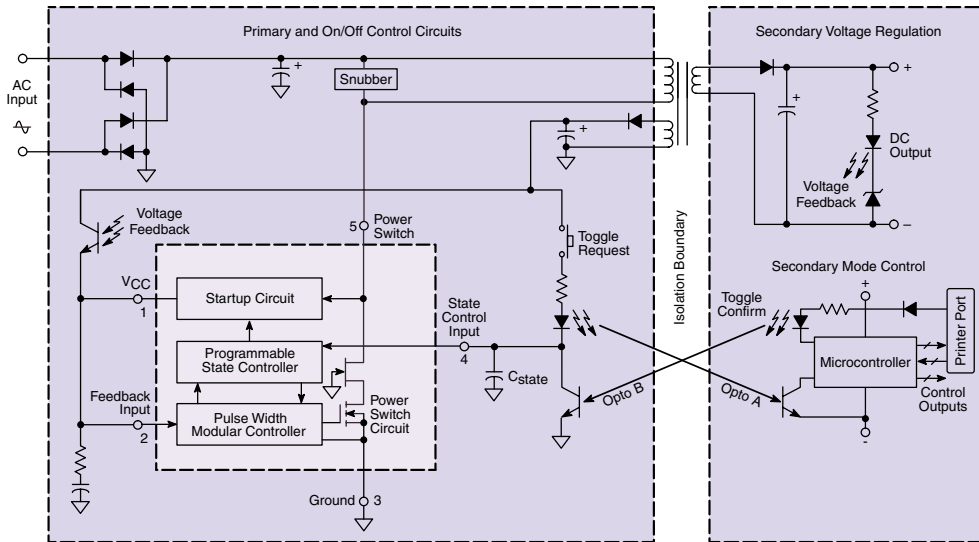 Primary and On/Off Control Circuits
Secondary Voltage Regulation
AC
Input
+
Snubber
+
+
+
DC
Output
Voltage
Feedback
–
Voltage
Feedback
5
Power
Switch
Toggle
Request
Isolation Boundary
Secondary Mode Control
VCC
1
Startup Circuit
State
Control
Input
4
Programmable
State Controller
Cstate
Toggle
Confirm
+
Microcontroller
Printer Port
Control
Outputs
Opto B
Opto A
-
Feedback
Input
2
Pulse Width
Modular Controller
Power
Switch
Circuit
Ground
3